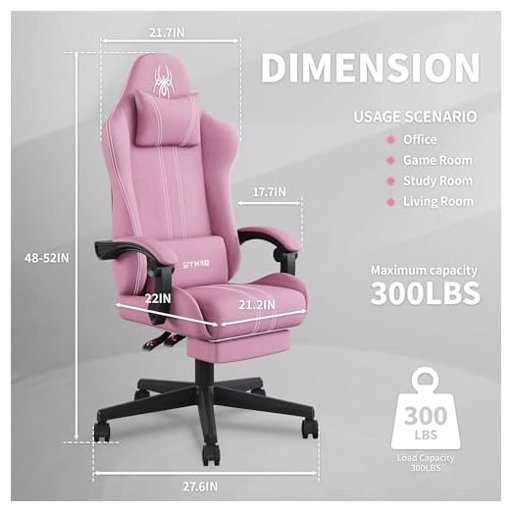 21.7IN
DIMENSION
USAGE SCENARIO
Office
Game Room
Study Room
Living Room
17.7IN
48-52IN
Maximum capacity
300LBS
22IN
21.2IN
300
LBS
Load Capacity
300LBS
27.6IN